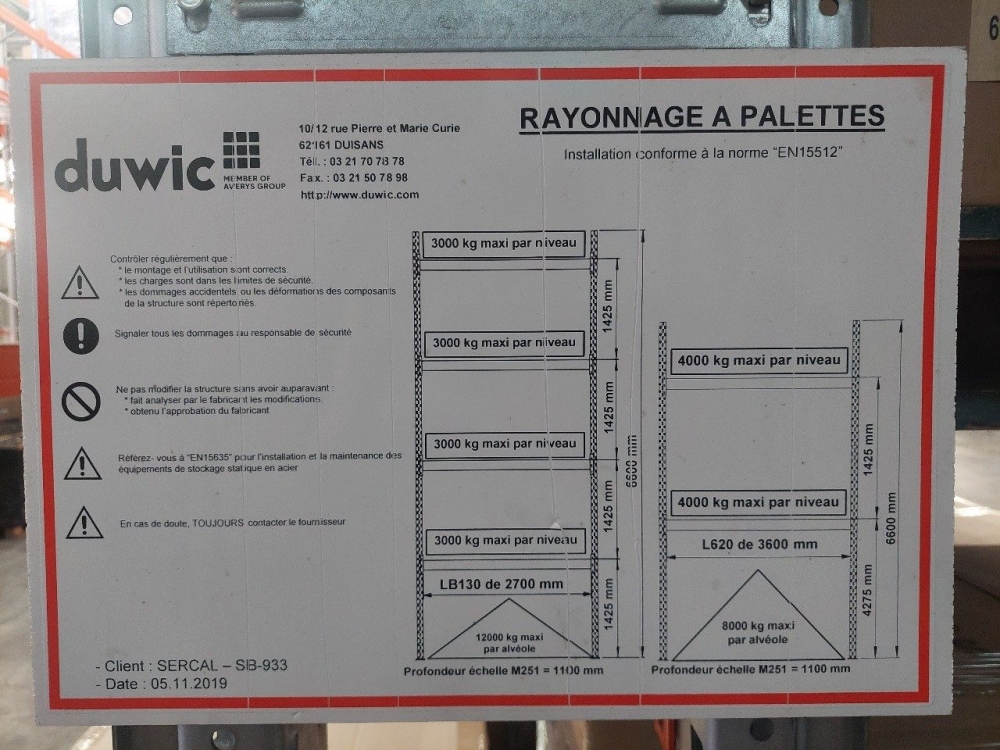 RAYONNAGE A PALETTES
Installation conforme à la norme "EN15512"
duwic
MEMBER OF
AVERYS GROUP
10/12 rue Pierre et Marie Curie
62161 DUISANS
Tél. : 03 21 70 78 78
Fax. : 03 21 50 78 98
http://www.duwic.com
Contrôler régulièrement que :
* le montage et l'utilisation sont corrects.
* les charges sont dans les limites de sécurité.
* les dommages accidentels ou les déformations des composants
de la structure sont répertoriés.
Signaler tous les dommages au responsable de sécurité
Ne pas modifier la structure sans avoir auparavant :
* fait analyser par le fabricant les modifications.
* obtenu l'approbation du fabricant.
Référez- vous à "EN15635" pour l'installation et la maintenance des
équipements de stockage statique en acier
En cas de doute, TOUJOURS contacter le fournisseur
- Client : SERCAL – SIB-933
- Date : 05.11.2019
3000 kg maxi par niveau
1425 mm
3000 kg maxi par niveau
1425 mm
3000 kg maxi par niveau
1425 mm
3000 kg maxi par niveau
LB130 de 2700 mm
1425 mm
6600 mm
12000 kg maxi
par alvéole
Profondeur échelle M251 = 1100 mm
4000 kg maxi par niveau
1425 mm
4000 kg maxi par niveau
L620 de 3600 mm
4275 mm
6600 mm
8000 kg maxi
par alvéole
Profondeur échelle M251 = 1100 mm
6